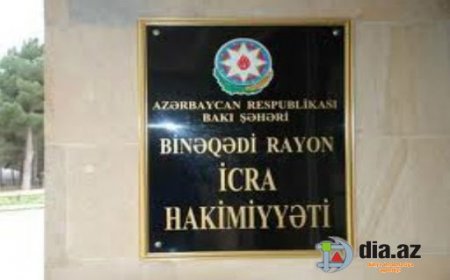 AZƏRBAYCAN RESPUBLİKASI
BAKI ŞƏHƏRİ
BİNƏQƏDİ RAYON
İCRA
HAKİMİYYƏTİ
dia.az